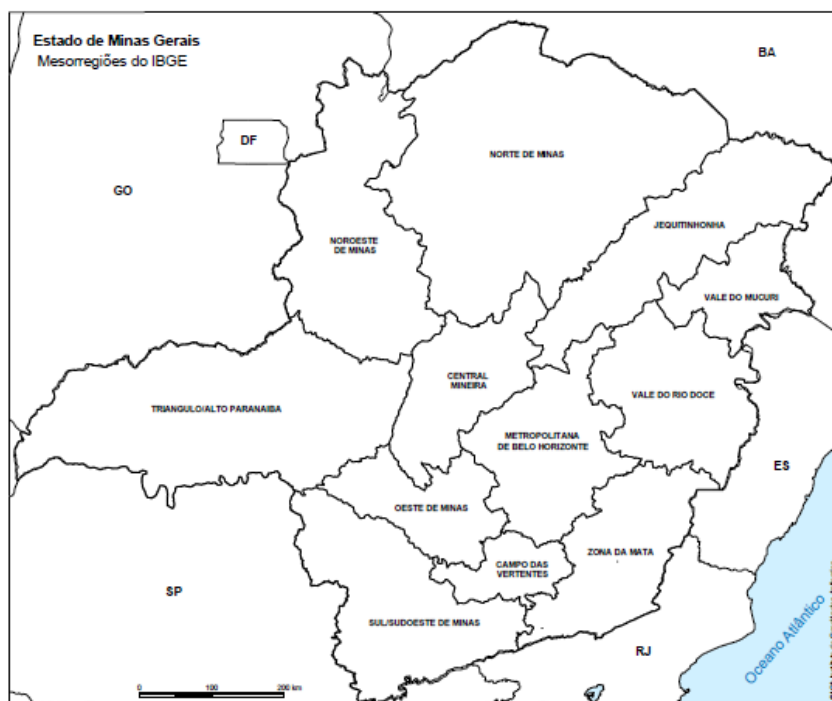 Estado de Minas Gerais
Mesorregiões do IBGE
BA
DF
NORTE DE MINAS
GO
JEQUITINHONHA
NOROESTE
DE MINAS
VALE DO MUCURI
CENTRAL
MINEIRA
VALE DO RIO DOCE
TRIANGULO/ALTO PARANAIBA
METROPOLITANA
DE BELO HORIZONTE
ES
OESTE DE MINAS
ZONA DA MATA
CAMPO DAS
VERTENTES
SP
SUL/SUDOESTE DE MINAS
RJ
Oceano Atlântico
0 100 200 km